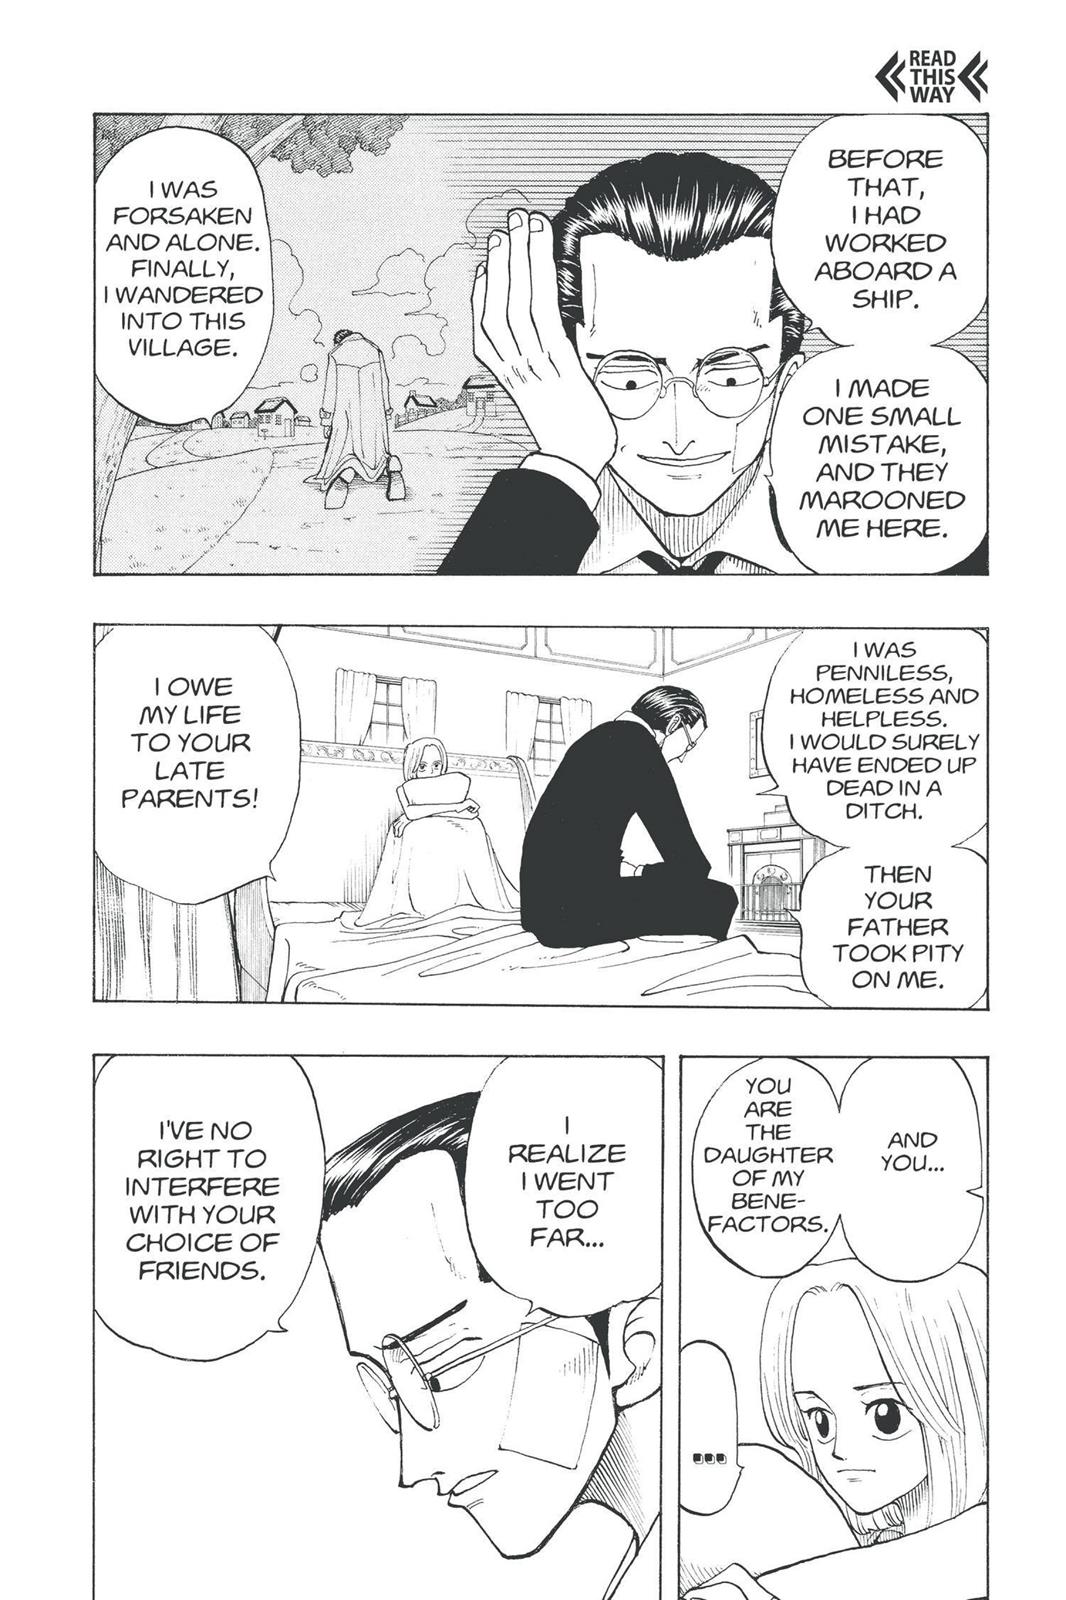 READ
THIS
WAY
BEFORE
THAT,
I HAD
WORKED
ABOARD A
SHIP.
I MADE
ONE SMALL
MISTAKE,
AND THEY
MAROONED
ME HERE.
I WAS
FORSAKEN
AND ALONE.
FINALLY,
I WANDERED
INTO THIS
VILLAGE.
I WAS
PENNILESS,
HOMELESS AND
HELPLESS.
I WOULD SURELY
HAVE ENDED UP
DEAD IN A
DITCH.
THEN
YOUR
FATHER
TOOK PITY
ON ME.
I OWE
MY LIFE
TO YOUR
LATE
PARENTS!
AND
YOU...
YOU
ARE
THE
DAUGHTER
OF MY
BENE-
FACTORS.
...
I
REALIZE
I WENT
TOO
FAR...
I'VE NO
RIGHT TO
INTERFERE
WITH YOUR
CHOICE OF
FRIENDS.